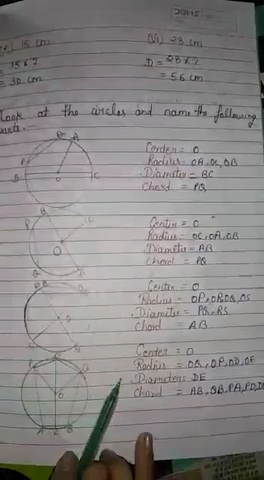 (v) 15 cm (vi) 28 cm
= 15 x 2 D = 28 x 2
= 30 cm = 56 cm
Look at the circles and name the following
parts.
Center = O
Radius = OA, OC, OB
Diameter = BC
Chord = PQ
Center = O
Radius = OC, OA, OB
Diameter = AB
Chord = PQ
Center = O
Radius = OP, OR, OQ, OS
Diameter = PQ, RS
Chord = AB
Center = O
Radius = OQ, OP, OD, OE
Diameter = DE
Chord = AB, QB, PA, PD,